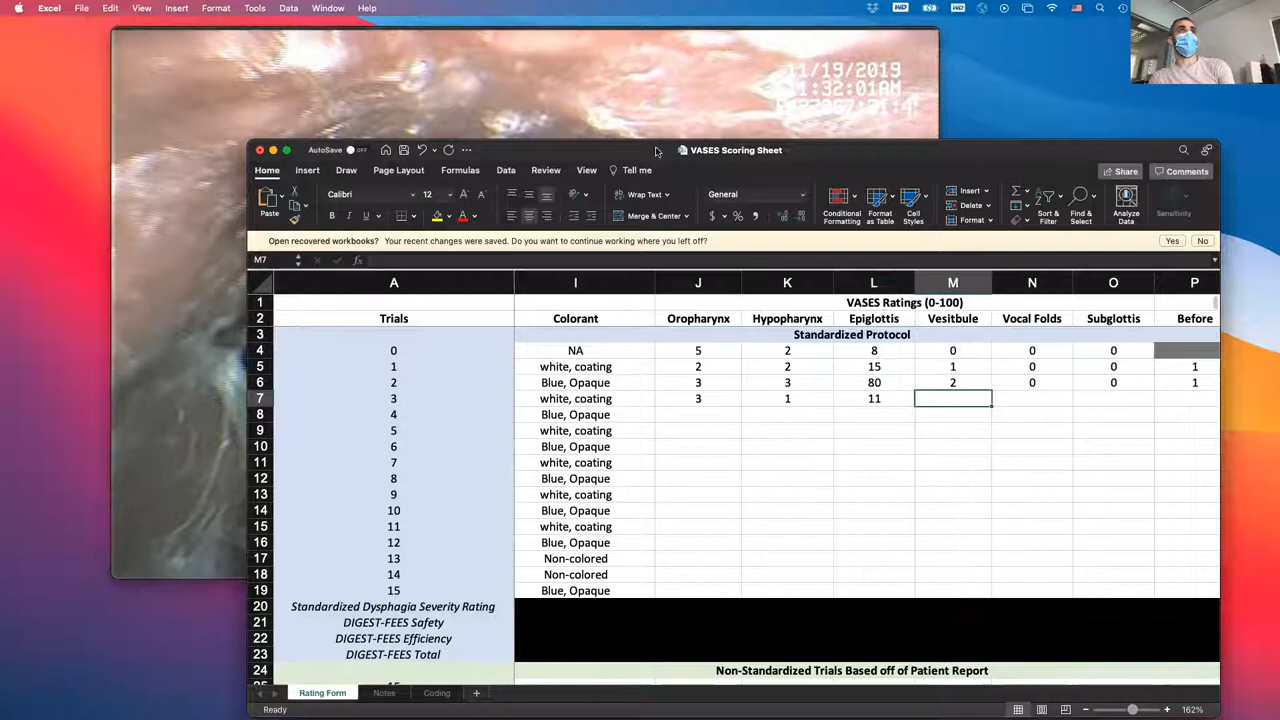 Excel File Edit View Insert Format Tools Data Window Help
11/19/2019
11:32:01AM
AutoSave OFF VASES Scoring Sheet
Home Insert Draw Page Layout Formulas Data Review View Tell me Share Comments
Paste Calibri 12 Wrap Text General Insert
Merge & Center Conditional Formatting Format as Table Cell Styles Delete Format Sort & Filter Find & Select Analyze Data Sensitivity
Open recovered workbooks? Your recent changes were saved. Do you want to continue working where you left off? Yes No
M7 fx
A I J K L M N O P
1 VASES Ratings (0-100)
2 Trials Colorant Oropharynx Hypopharynx Epiglottis Vesitbule Vocal Folds Subglottis Before
3 Standardized Protocol
4 0 NA 5 2 8 0 0 0
5 1 white, coating 2 2 15 1 0 0 1
6 2 Blue, Opaque 3 3 80 2 0 0 1
7 3 white, coating 3 1 11
8 4 Blue, Opaque
9 5 white, coating
10 6 Blue, Opaque
11 7 white, coating
12 8 Blue, Opaque
13 9 white, coating
14 10 Blue, Opaque
15 11 white, coating
16 12 Blue, Opaque
17 13 Non-colored
18 14 Non-colored
19 15 Blue, Opaque
20 Standardized Dysphagia Severity Rating
21 DIGEST-FEES Safety
22 DIGEST-FEES Efficiency
23 DIGEST-FEES Total
24 Non-Standardized Trials Based off of Patient Report
Rating Form Notes Coding
Ready 162%